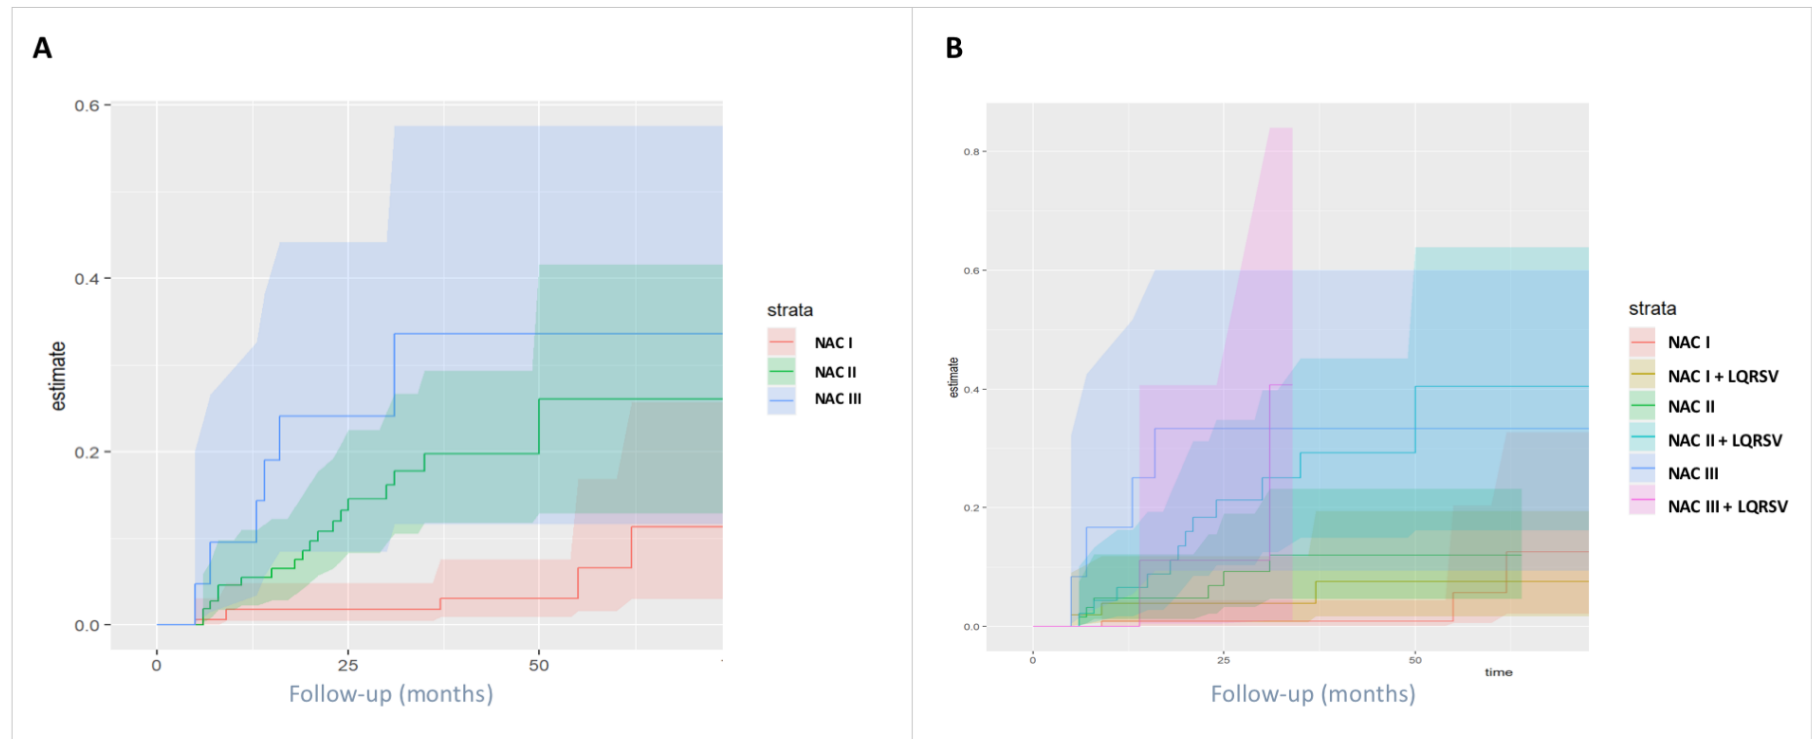 A
0.6
0.4
0.2
0.0
estimate
0
25
50
Follow-up (months)
strata
NAC I
NAC II
NAC III
B
0.8
0.6
0.4
0.2
0.0
estimate
0
25
50
time
Follow-up (months)
strata
NAC I
NAC I + LQRSV
NAC II
NAC II + LQRSV
NAC III
NAC III + LQRSV